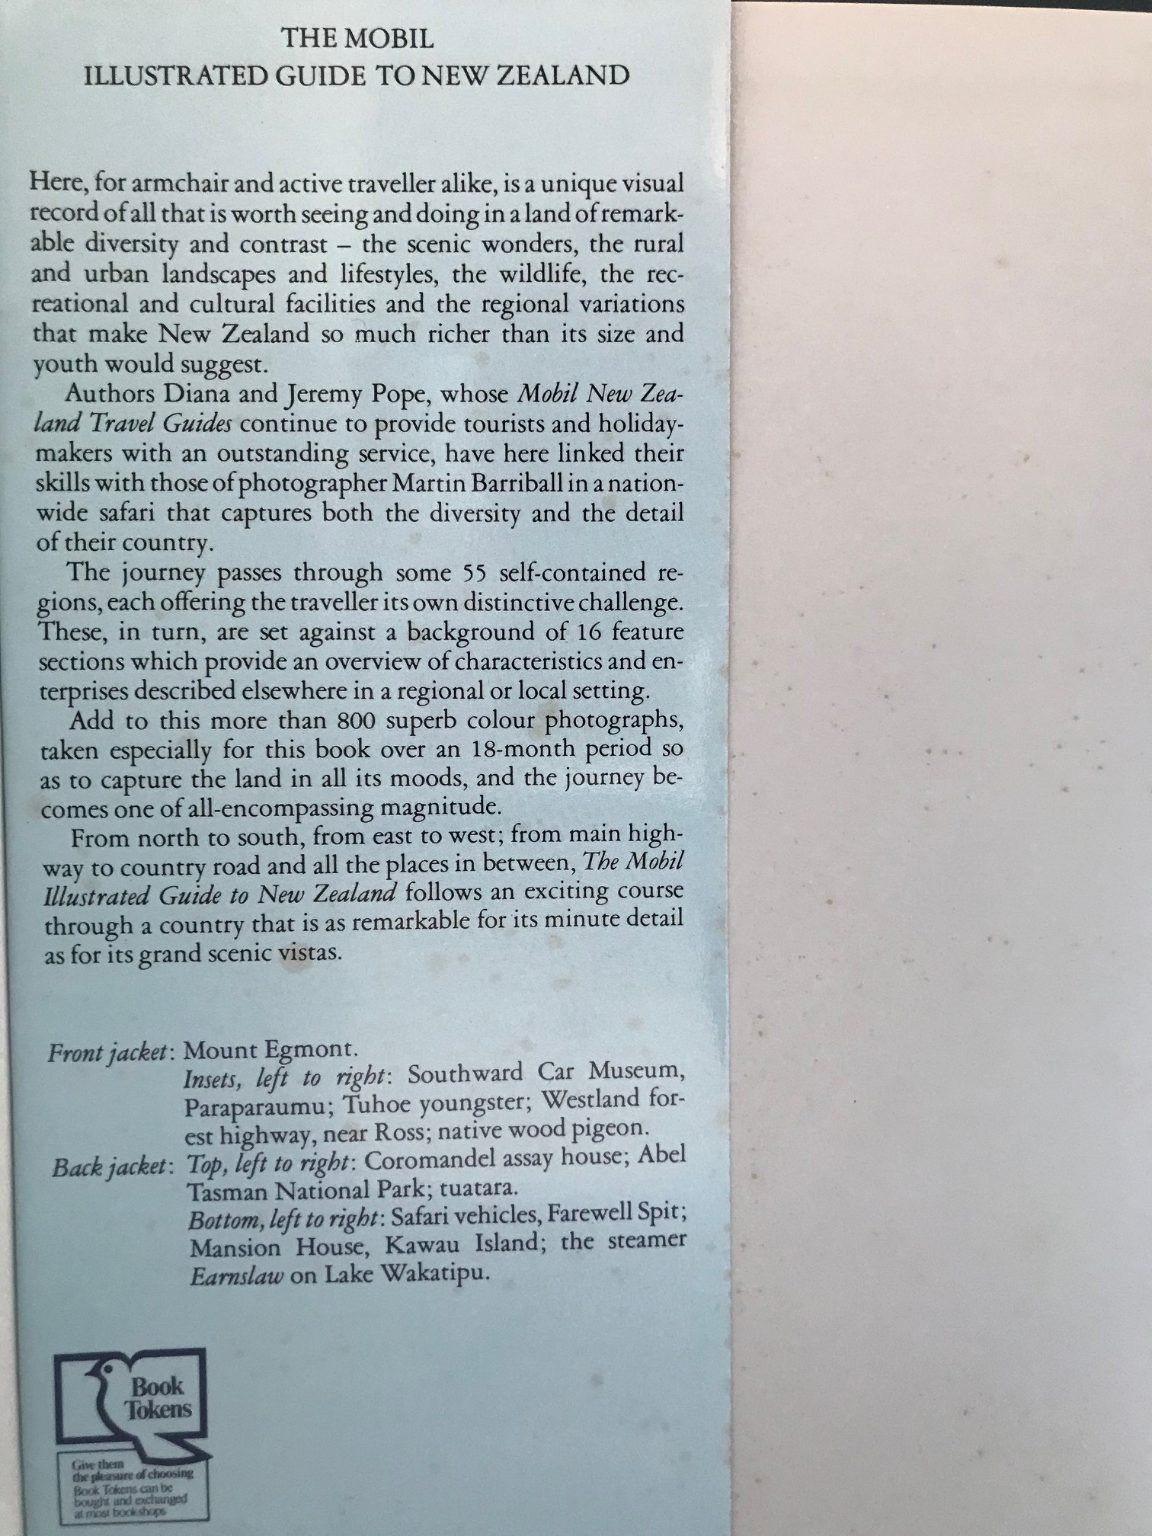 THE MOBIL
ILLUSTRATED GUIDE TO NEW ZEALAND
Here, for armchair and active traveller alike, is a unique visual
record of all that is worth seeing and doing in a land of remark-
able diversity and contrast – the scenic wonders, the rural
and urban landscapes and lifestyles, the wildlife, the rec-
reational and cultural facilities and the regional variations
that make New Zealand so much richer than its size and
youth would suggest.
Authors Diana and Jeremy Pope, whose Mobil New Zea-
land Travel Guides continue to provide tourists and holiday-
makers with an outstanding service, have here linked their
skills with those of photographer Martin Barriball in a nation-
wide safari that captures both the diversity and the detail
of their country.
The journey passes through some 55 self-contained re-
gions, each offering the traveller its own distinctive challenge.
These, in turn, are set against a background of 16 feature
sections which provide an overview of characteristics and en-
terprises described elsewhere in a regional or local setting.
Add to this more than 800 superb colour photographs,
taken especially for this book over an 18-month period so
as to capture the land in all its moods, and the journey be-
comes one of all-encompassing magnitude.
From north to south, from east to west; from main high-
way to country road and all the places in between, The Mobil
Illustrated Guide to New Zealand follows an exciting course
through a country that is as remarkable for its minute detail
as for its grand scenic vistas.
Front jacket: Mount Egmont.
Insets, left to right: Southward Car Museum,
Paraparaumu; Tuhoe youngster; Westland for-
est highway, near Ross; native wood pigeon.
Back jacket: Top, left to right: Coromandel assay house; Abel
Tasman National Park; tuatara.
Bottom, left to right: Safari vehicles, Farewell Spit;
Mansion House, Kawau Island; the steamer
Earnslaw on Lake Wakatipu.
Book
Tokens
Give them
the pleasure of choosing
Book Tokens can be
bought and exchanged
at most bookshops